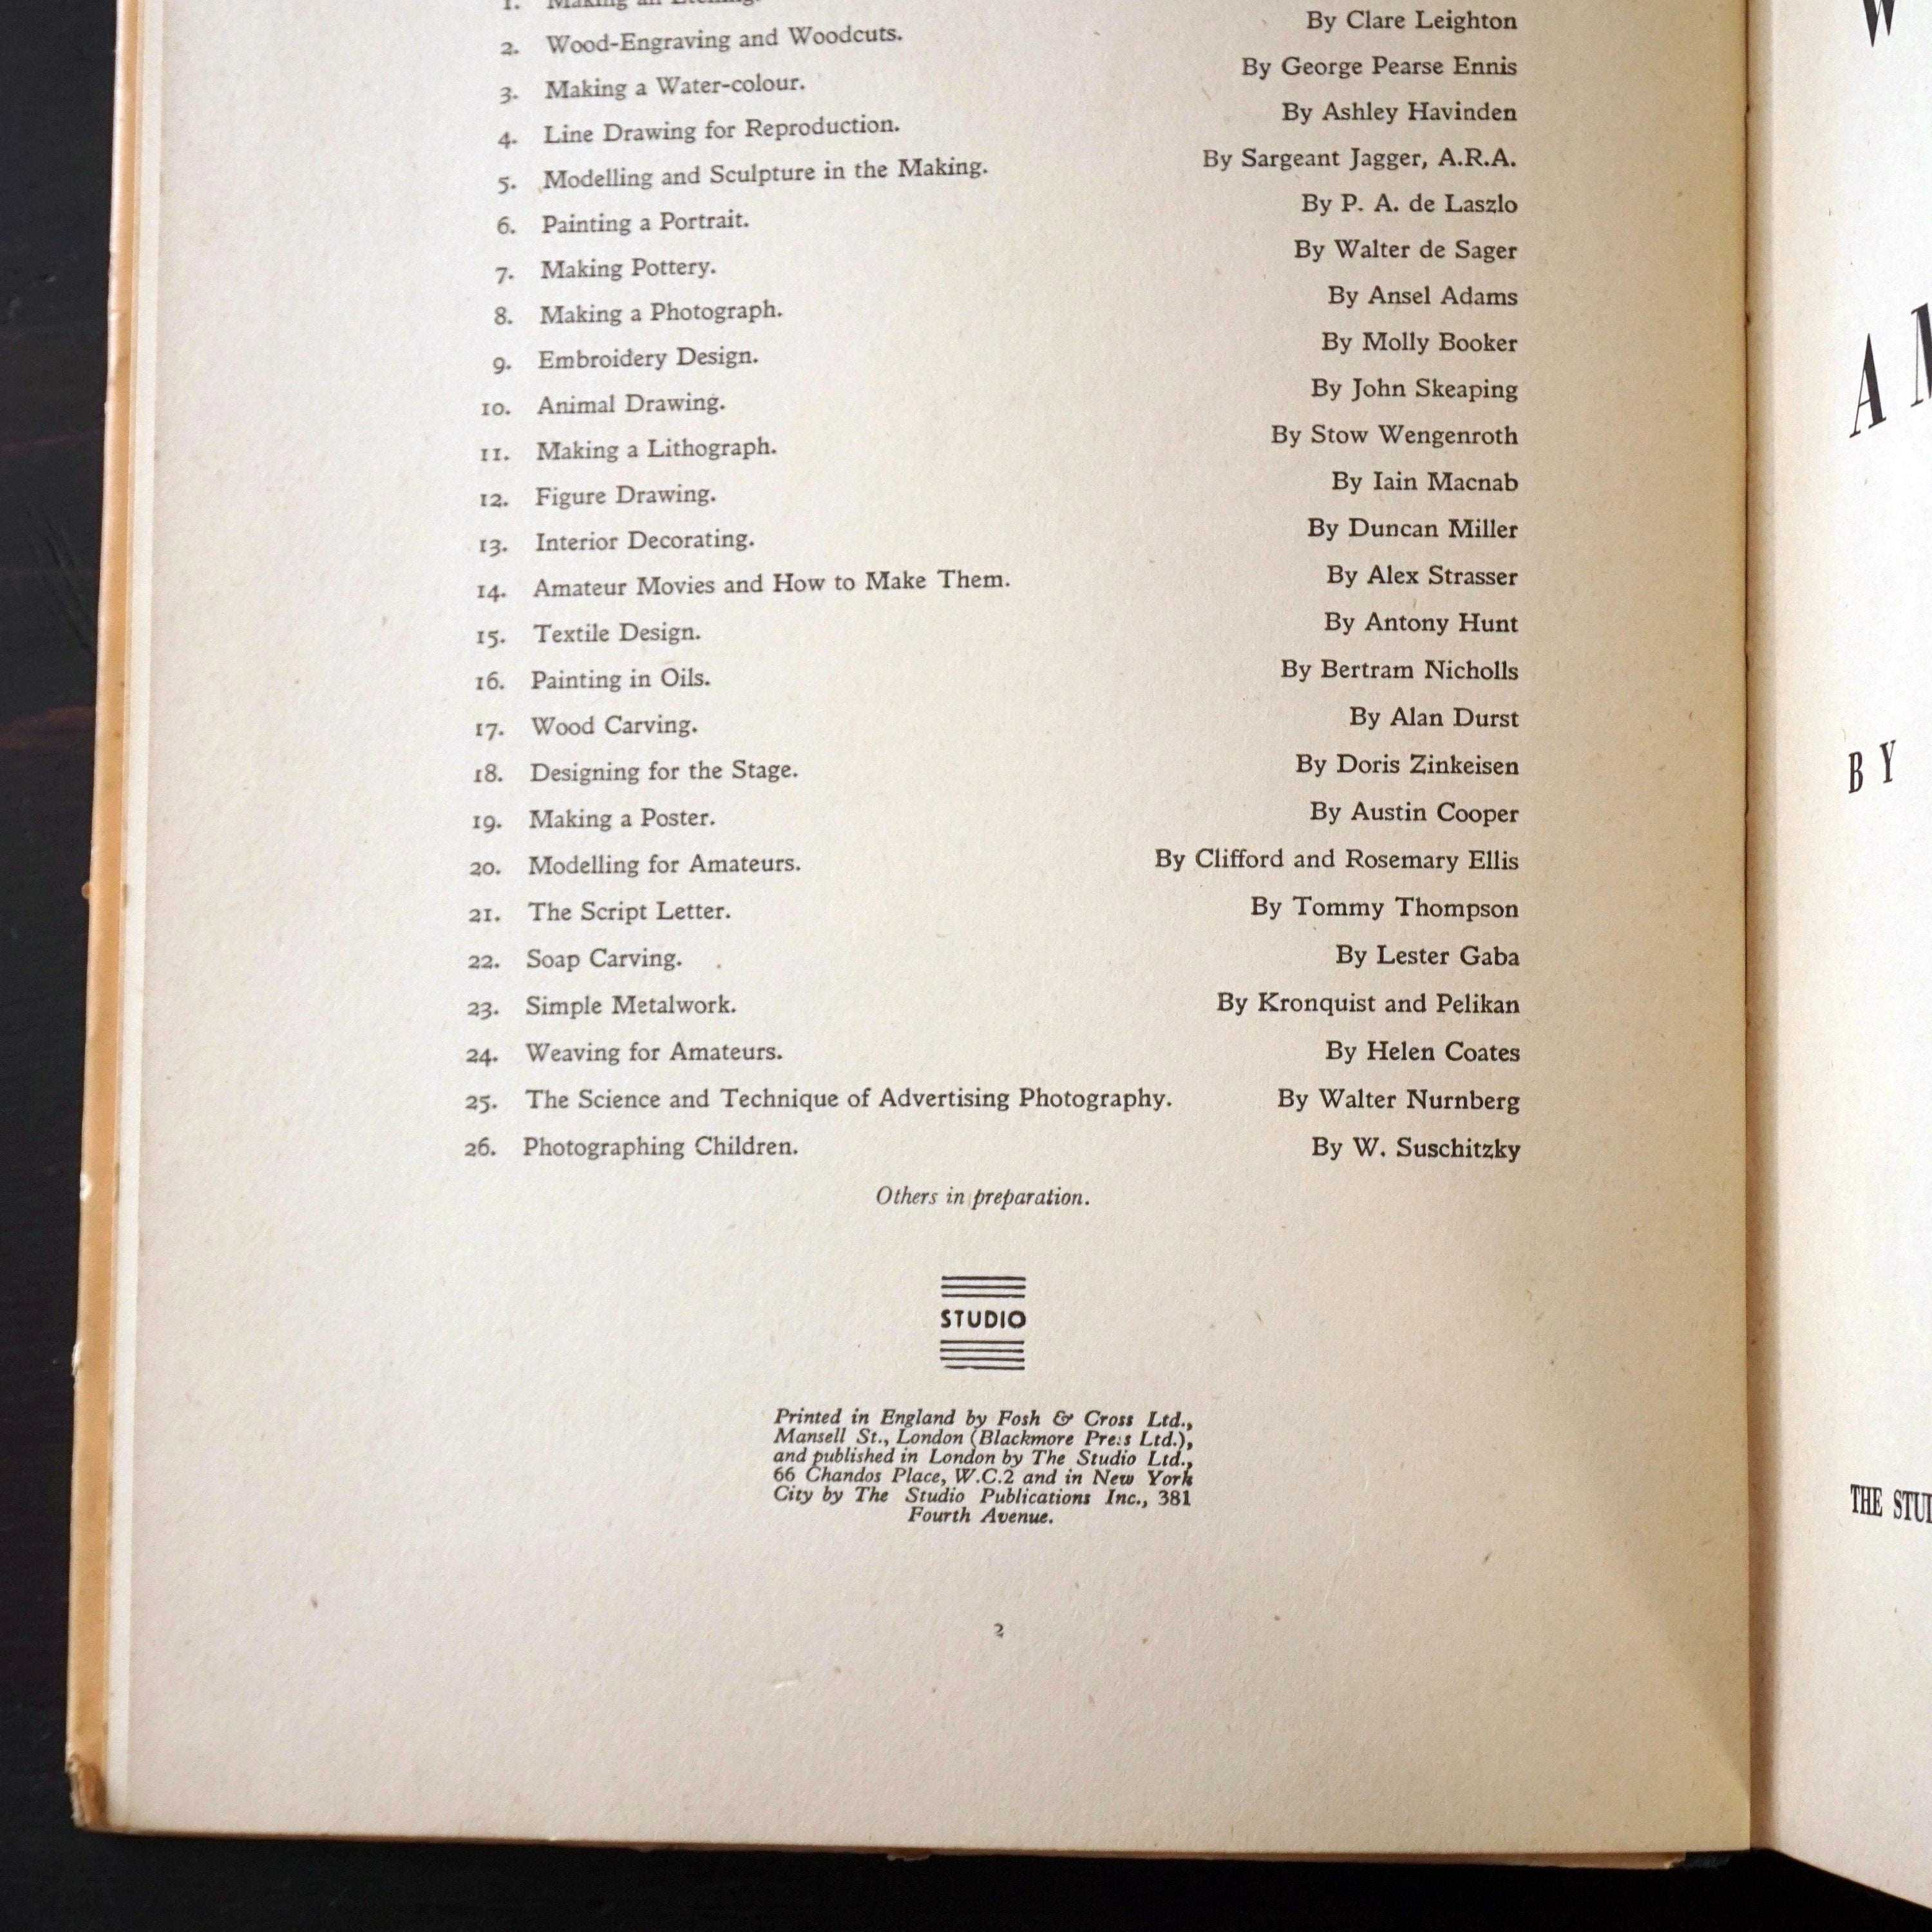 1. Making an Etching.
2. Wood-Engraving and Woodcuts. By Clare Leighton
3. Making a Water-colour. By George Pearse Ennis
4. Line Drawing for Reproduction. By Ashley Havinden
5. Modelling and Sculpture in the Making. By Sargeant Jagger, A.R.A.
6. Painting a Portrait. By P. A. de Laszlo
7. Making Pottery. By Walter de Sager
8. Making a Photograph. By Ansel Adams
9. Embroidery Design. By Molly Booker
10. Animal Drawing. By John Skeaping
11. Making a Lithograph. By Stow Wengenroth
12. Figure Drawing. By Iain Macnab
13. Interior Decorating. By Duncan Miller
14. Amateur Movies and How to Make Them. By Alex Strasser
15. Textile Design. By Antony Hunt
16. Painting in Oils. By Bertram Nicholls
17. Wood Carving. By Alan Durst
18. Designing for the Stage. By Doris Zinkeisen
19. Making a Poster. By Austin Cooper
20. Modelling for Amateurs. By Clifford and Rosemary Ellis
21. The Script Letter. By Tommy Thompson
22. Soap Carving. By Lester Gaba
23. Simple Metalwork. By Kronquist and Pelikan
24. Weaving for Amateurs. By Helen Coates
25. The Science and Technique of Advertising Photography. By Walter Nurnberg
26. Photographing Children. By W. Suschitzky
Others in preparation.
STUDIO
Printed in England by Fosh & Cross Ltd.,
Mansell St., London (Blackmore Press Ltd.),
and published in London by The Studio Ltd.,
66 Chandos Place, W.C.2 and in New York
City by The Studio Publications Inc., 381
Fourth Avenue.
2
BY
THE